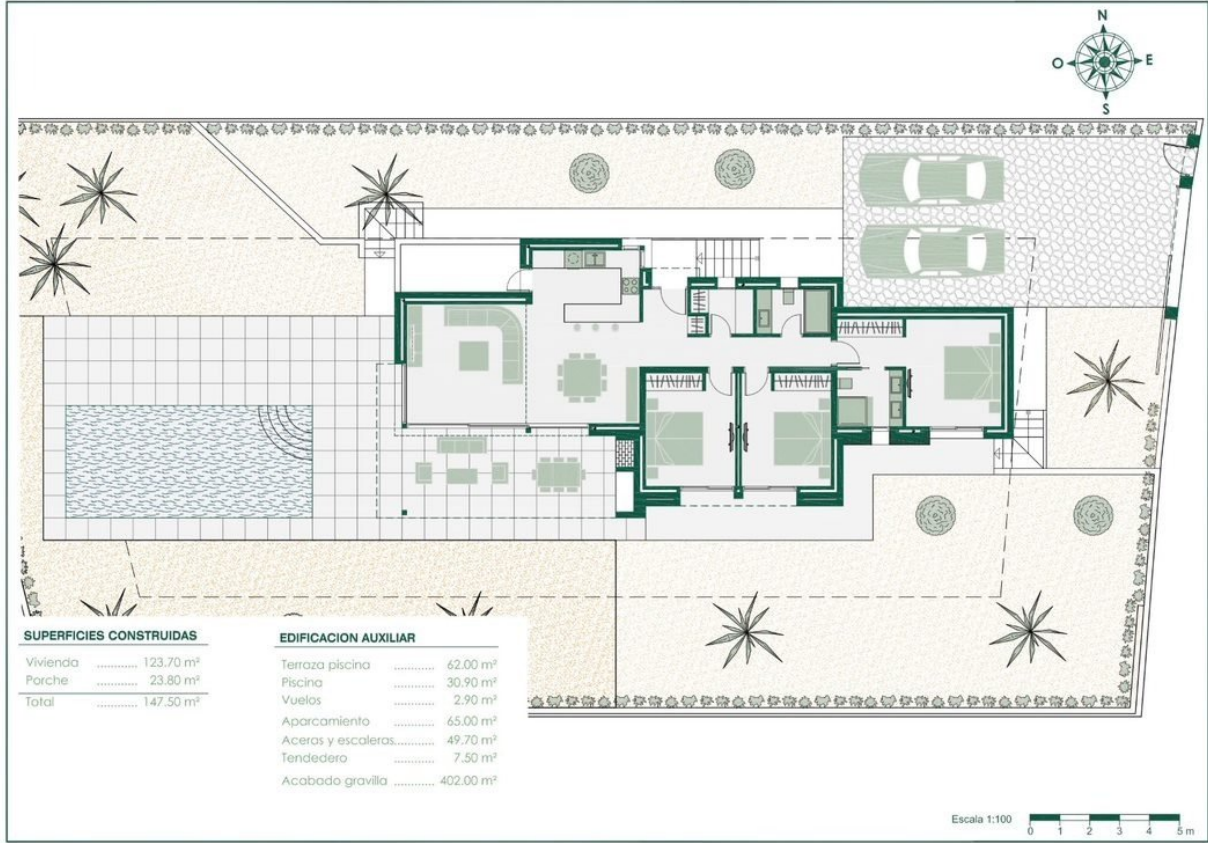 N
O
E
S
SUPERFICIES CONSTRUIDAS
Vivienda ............ 123.70 m²
Porche ............ 23.80 m²
Total ............ 147.50 m²
EDIFICACION AUXILIAR
Terraza piscina ............ 62.00 m²
Piscina ............ 30.90 m²
Vuelos ............ 2.90 m²
Aparcamiento ............ 65.00 m²
Aceras y escaleras ............ 49.70 m²
Tendedero ............ 7.50 m²
Acabado gravilla ............ 402.00 m²
Escala 1:100
0 1 2 3 4 5 m